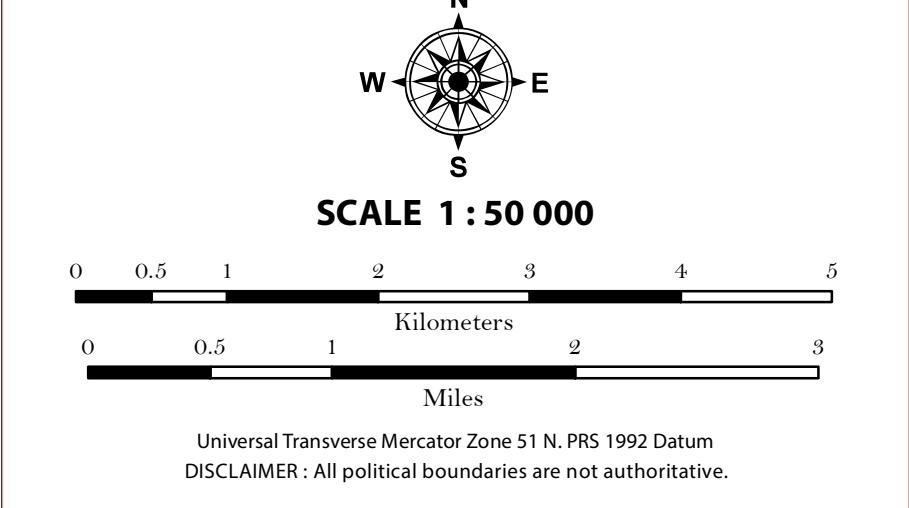 N
W E
S
SCALE 1 : 50 000
0 0.5 1 2 3 4 5
Kilometers
0 0.5 1 2 3
Miles
Universal Transverse Mercator Zone 51 N. PRS 1992 Datum
DISCLAIMER : All political boundaries are not authoritative.